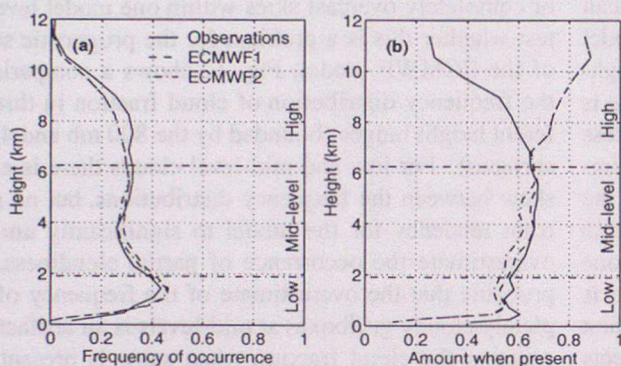 (a)
Observations
ECMWF1
ECMWF2
Height (km)
12
10
8
6
4
2
0
High
Mid-level
Low
0 0.2 0.4 0.6 0.8 1
Frequency of occurrence
(b)
Height (km)
12
10
8
6
4
2
0
High
Mid-level
Low
0 0.2 0.4 0.6 0.8 1
Amount when present